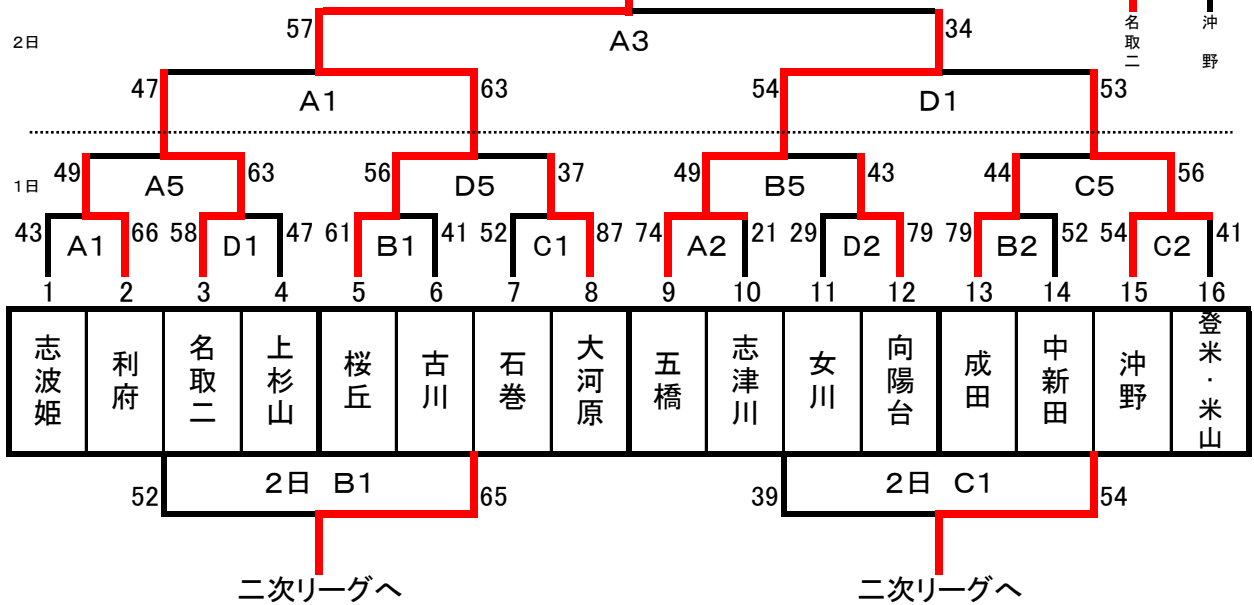 57 34 名取二 沖野
2日 A3
47 63 54 53
A1 D1
49 63 56 37 49 43 44 56
1日 A5 D5 B5 C5
43 A1 66 58 D1 47 61 B1 41 52 C1 87 74 A2 21 29 D2 79 79 B2 52 54 C2 41
1 2 3 4 5 6 7 8 9 10 11 12 13 14 15 16
志波姫 利府 名取二 上杉山 桜丘 古川 石巻 大河原 五橋 志津川 女川 向陽台 成田 中新田 沖野 登米・米山
52 2日 B1 65 39 2日 C1 54
二次リーグへ 二次リーグへ